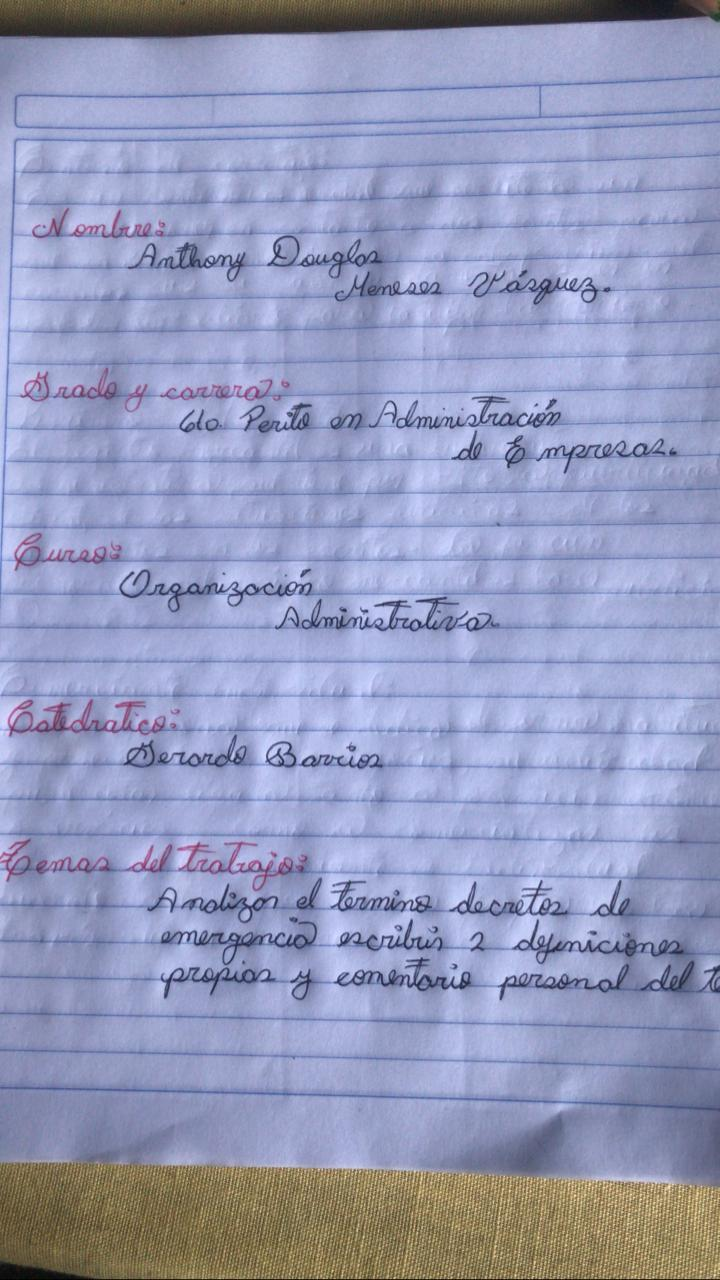 Nombre:
Anthony Douglas
Meneses Vásquez.
Grado y carrera:
6to. Perito en Administración
de Empresas.
Curso:
Organización
Administrativa.
Catedratico:
Gerardo Barrios
Temas del trabajo:
Analizar el termino decretos de
emergencia escribir 2 definiciones
propias y comentario personal del